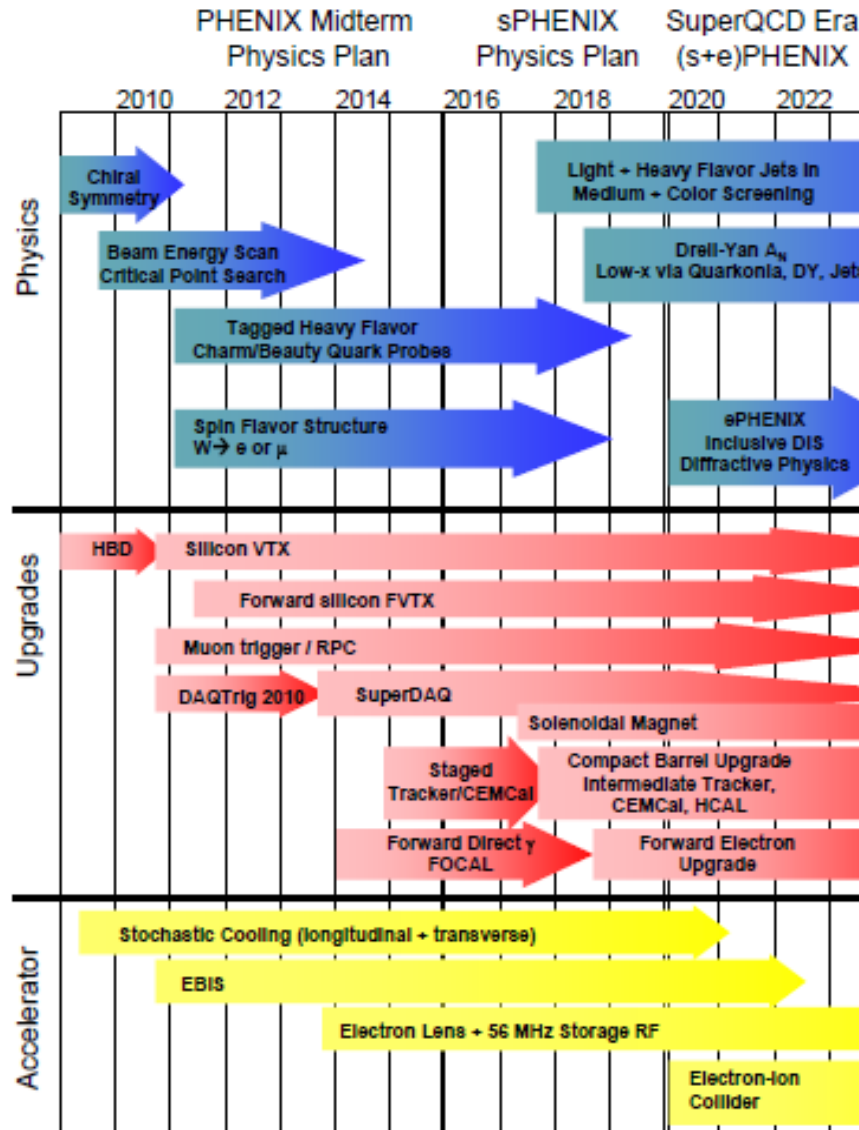 PHENIX Midterm
Physics Plan
sPHENIX
Physics Plan
SuperQCD Era
(s+e)PHENIX
2010 2012 2014 2016 2018 2020 2022
Physics
Chiral
Symmetry
Light + Heavy Flavor Jets in
Medium + Color Screening
Beam Energy Scan
Critical Point Search
Drell-Yan A_N
Low-x via Quarkonia, DY, Jets
Tagged Heavy Flavor
Charm/Beauty Quark Probes
Spin Flavor Structure
W→ e or μ
ePHENIX
Inclusive DIS
Diffractive Physics
Upgrades
HBD
Silicon VTX
Forward silicon FVTX
Muon trigger / RPC
DAQTrig 2010
SuperDAQ
Solenoidal Magnet
Staged
Tracker/CEMCal
Compact Barrel Upgrade
Intermediate Tracker,
CEMCal, HCAL
Forward Direct γ
FOCAL
Forward Electron
Upgrade
Accelerator
Stochastic Cooling (longitudinal + transverse)
EBIS
Electron Lens + 56 MHz Storage RF
Electron-Ion
Collider